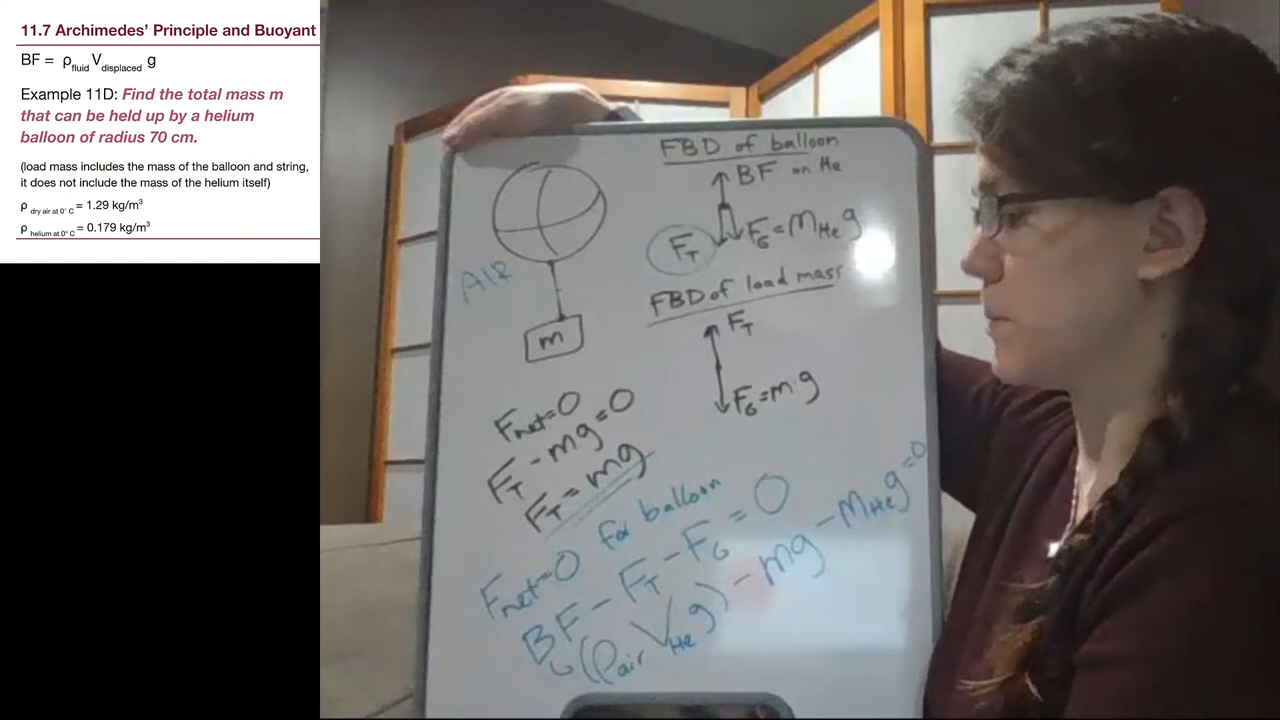 11.7 Archimedes' Principle and Buoyant
BF = ρfluid Vdisplaced g
Example 11D: Find the total mass m
that can be held up by a helium
balloon of radius 70 cm.
(load mass includes the mass of the balloon and string,
it does not include the mass of the helium itself)
ρ dry air at 0° C = 1.29 kg/m³
ρ helium at 0° C = 0.179 kg/m³
FBD of balloon
BF on He
FT
FG = mHe g
AIR
m
FBD of load mass
FT
FG = m·g
Fnet = 0
FT - mg = 0
FT = mg
Fnet = 0 for balloon
BF - FT - FG = 0
(ρair VHe g) - mg - mHe g = 0